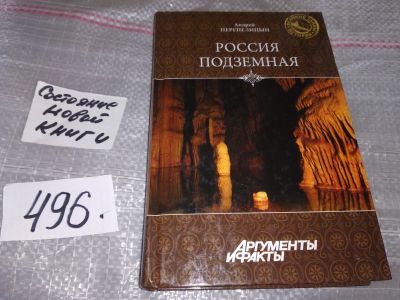 Андрей
ПЕРЕПЕЛИЦЫН
РОССИЯ
ПОДЗЕМНАЯ
АРГУМЕНТЫ
И ФАКТЫ
Состояние
новой
книги
496.